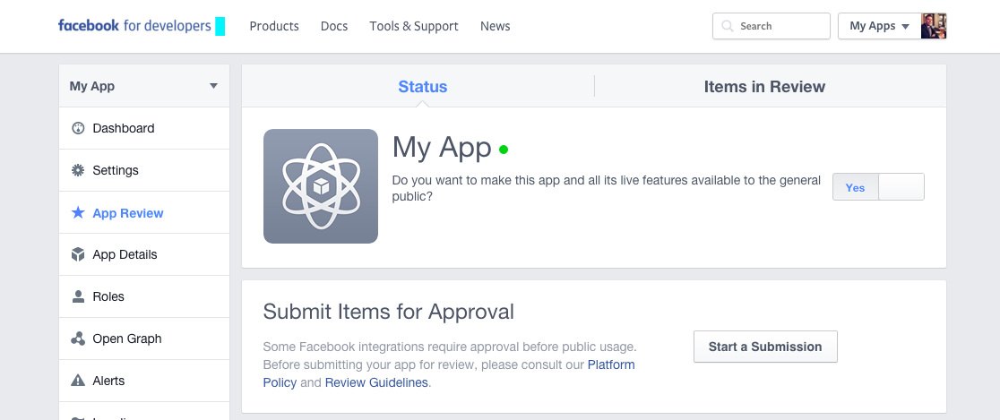 facebook for developers
Products
Docs
Tools & Support
News
Search
My Apps
My App
Dashboard
Settings
App Review
App Details
Roles
Open Graph
Alerts
Status
Items in Review
My App
Do you want to make this app and all its live features available to the general
public?
Yes
Submit Items for Approval
Some Facebook integrations require approval before public usage.
Before submitting your app for review, please consult our Platform
Policy and Review Guidelines.
Start a Submission